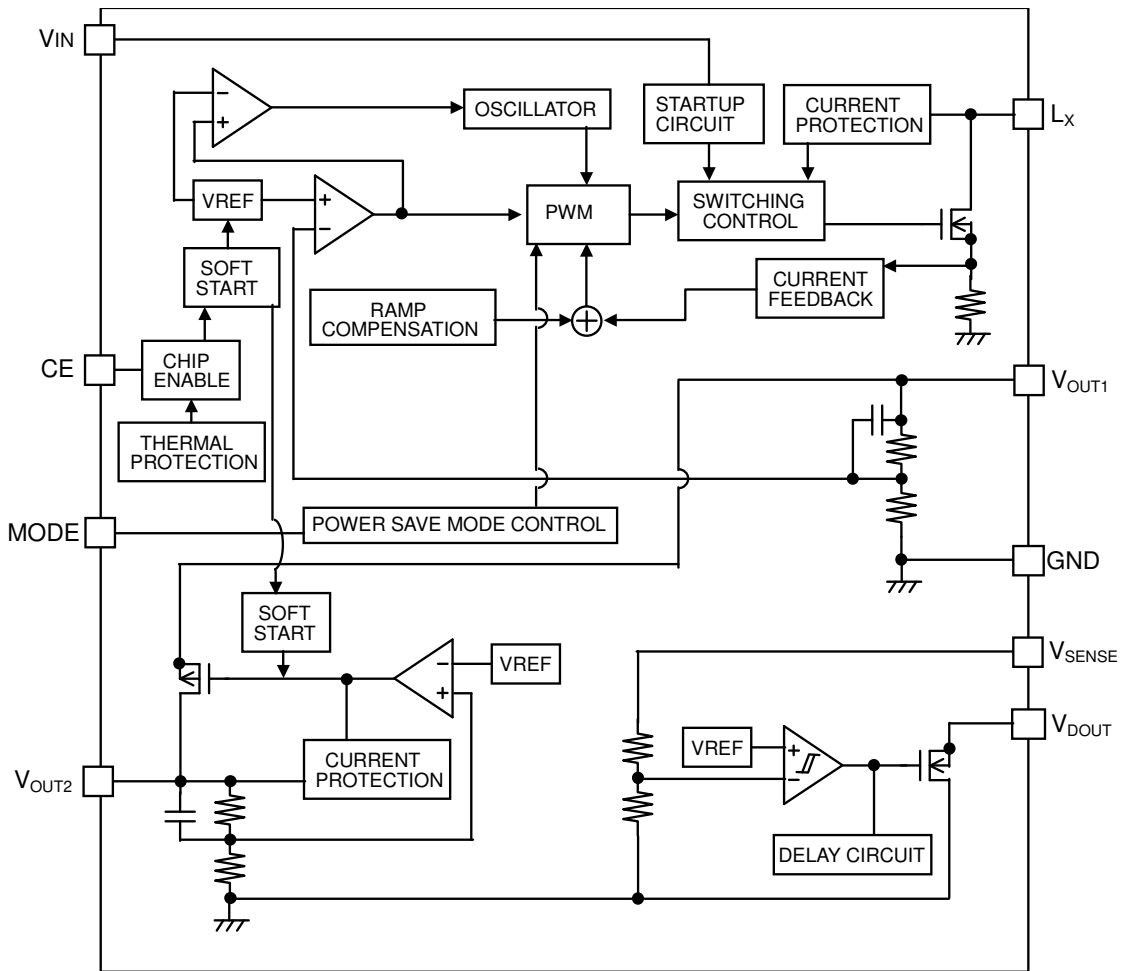 VIN
OSCILLATOR
STARTUP
CIRCUIT
CURRENT
PROTECTION
LX
VREF
PWM
SWITCHING
CONTROL
SOFT
START
CURRENT
FEEDBACK
RAMP
COMPENSATION
CE
CHIP
ENABLE
VOUT1
THERMAL
PROTECTION
MODE
POWER SAVE MODE CONTROL
GND
SOFT
START
VREF
VSENSE
VREF
VDOUT
CURRENT
PROTECTION
VOUT2
DELAY CIRCUIT